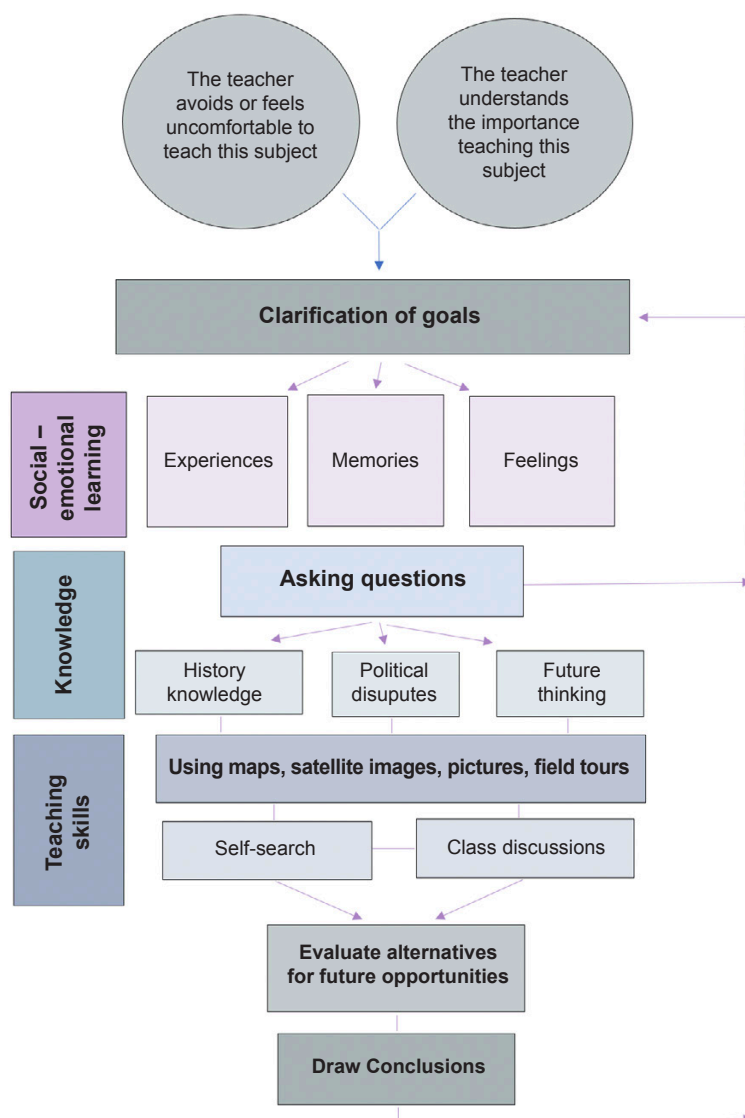 The teacher
avoids or feels
uncomfortable to
teach this subject
The teacher
understands
the importance
teaching this
subject
Clarification of goals
Social –
emotional
learning
Experiences
Memories
Feelings
Knowledge
Asking questions
History
knowledge
Political
disuputes
Future
thinking
Teaching
skills
Using maps, satellite images, pictures, field tours
Self-search
Class discussions
Evaluate alternatives
for future opportunities
Draw Conclusions